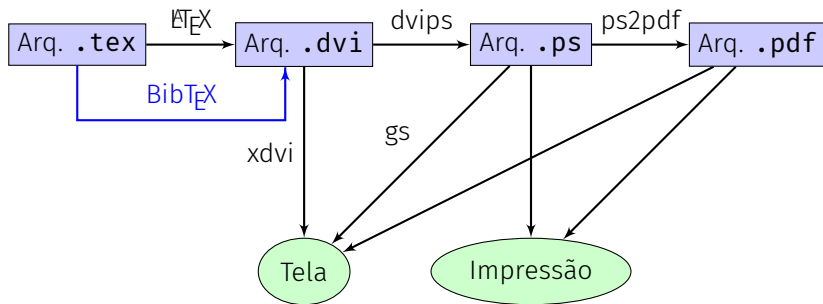 LATEX dvips ps2pdf
Arq. .tex Arq. .dvi Arq. .ps Arq. .pdf
BibTEX
xdvi gs
Tela Impressão